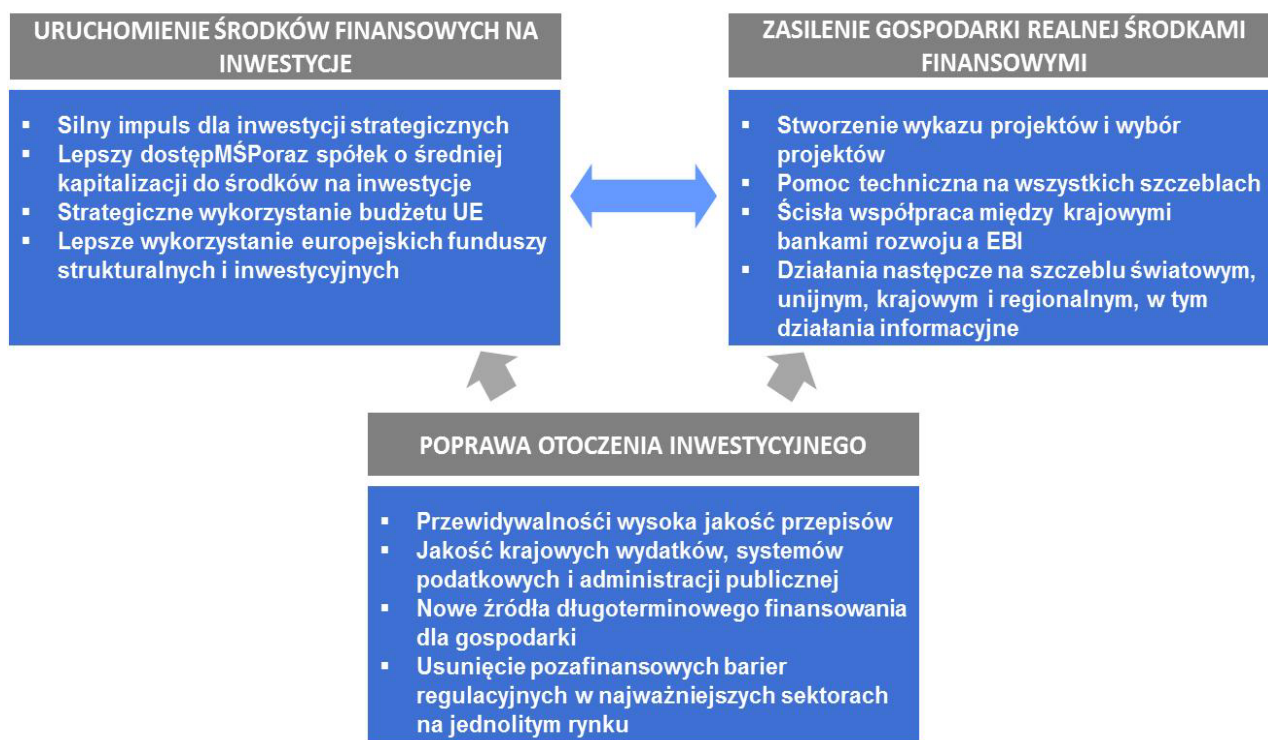 URUCHOMIENIE ŚRODKÓW FINANSOWYCH NA
INWESTYCJE
▪ Silny impuls dla inwestycji strategicznych
▪ Lepszy dostępMŚPoraz spółek o średniej
kapitalizacji do środków na inwestycje
▪ Strategiczne wykorzystanie budżetu UE
▪ Lepsze wykorzystanie europejskich funduszy
strukturalnych i inwestycyjnych
ZASILENIE GOSPODARKI REALNEJ ŚRODKAMI
FINANSOWYMI
▪ Stworzenie wykazu projektów i wybór
projektów
▪ Pomoc techniczna na wszystkich szczeblach
▪ Ścisła współpraca między krajowymi
bankami rozwoju a EBI
▪ Działania następcze na szczeblu światowym,
unijnym, krajowym i regionalnym, w tym
działania informacyjne
POPRAWA OTOCZENIA INWESTYCYJNEGO
▪ Przewidywalnośći wysoka jakość przepisów
▪ Jakość krajowych wydatków, systemów
podatkowych i administracji publicznej
▪ Nowe źródła długoterminowego finansowania
dla gospodarki
▪ Usunięcie pozafinansowych barier
regulacyjnych w najważniejszych sektorach
na jednolitym rynku